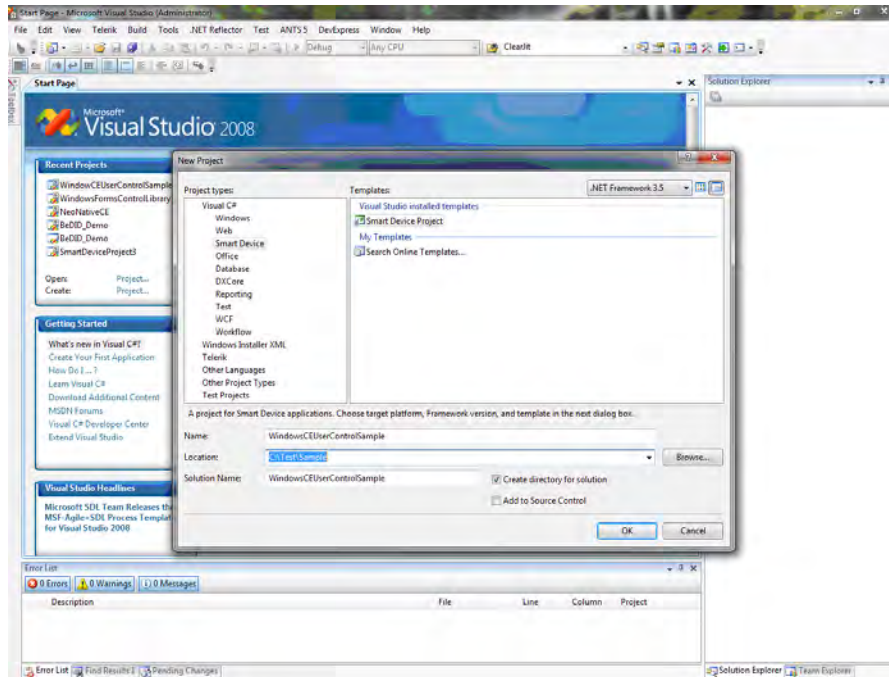 Start Page - Microsoft Visual Studio (Administrator)
File Edit View Telerik Build Tools .NET Reflector Test ANTS 5 DevExpress Window Help
Debug Any CPU ClearIt
Start Page
Solution Explorer
Toolbox
Microsoft®
Visual Studio 2008
Recent Projects
WindowCEUserControlSample
WindowsFormsControlLibrary
NeoNativeCE
BeDID_Demo
BeDID_Demo
SmartDeviceProject3
Open: Project...
Create: Project...
Getting Started
What's new in Visual C#?
Create Your First Application
How Do I ... ?
Learn Visual C#
Download Additional Content
MSDN Forums
Visual C# Developer Center
Extend Visual Studio
Visual Studio Headlines
Microsoft SDL Team Releases the
MSF-Agile+SDL Process Templat
for Visual Studio 2008
New Project
Project types:
Templates:
.NET Framework 3.5
Visual C#
Windows
Web
Smart Device
Office
Database
DXCore
Reporting
Test
WCF
Workflow
Windows Installer XML
Telerik
Other Languages
Other Project Types
Test Projects
Visual Studio installed templates
Smart Device Project
My Templates
Search Online Templates...
A project for Smart Device applications. Choose target platform, Framework version, and template in the next dialog box.
Name: WindowsCEUserControlSample
Location: C:\Test\Sample Browse...
Solution Name: WindowsCEUserControlSample Create directory for solution
Add to Source Control
OK Cancel
Error List
0 Errors 0 Warnings 0 Messages
Description File Line Column Project
Error List Find Results 1 Pending Changes
Solution Explorer Team Explorer